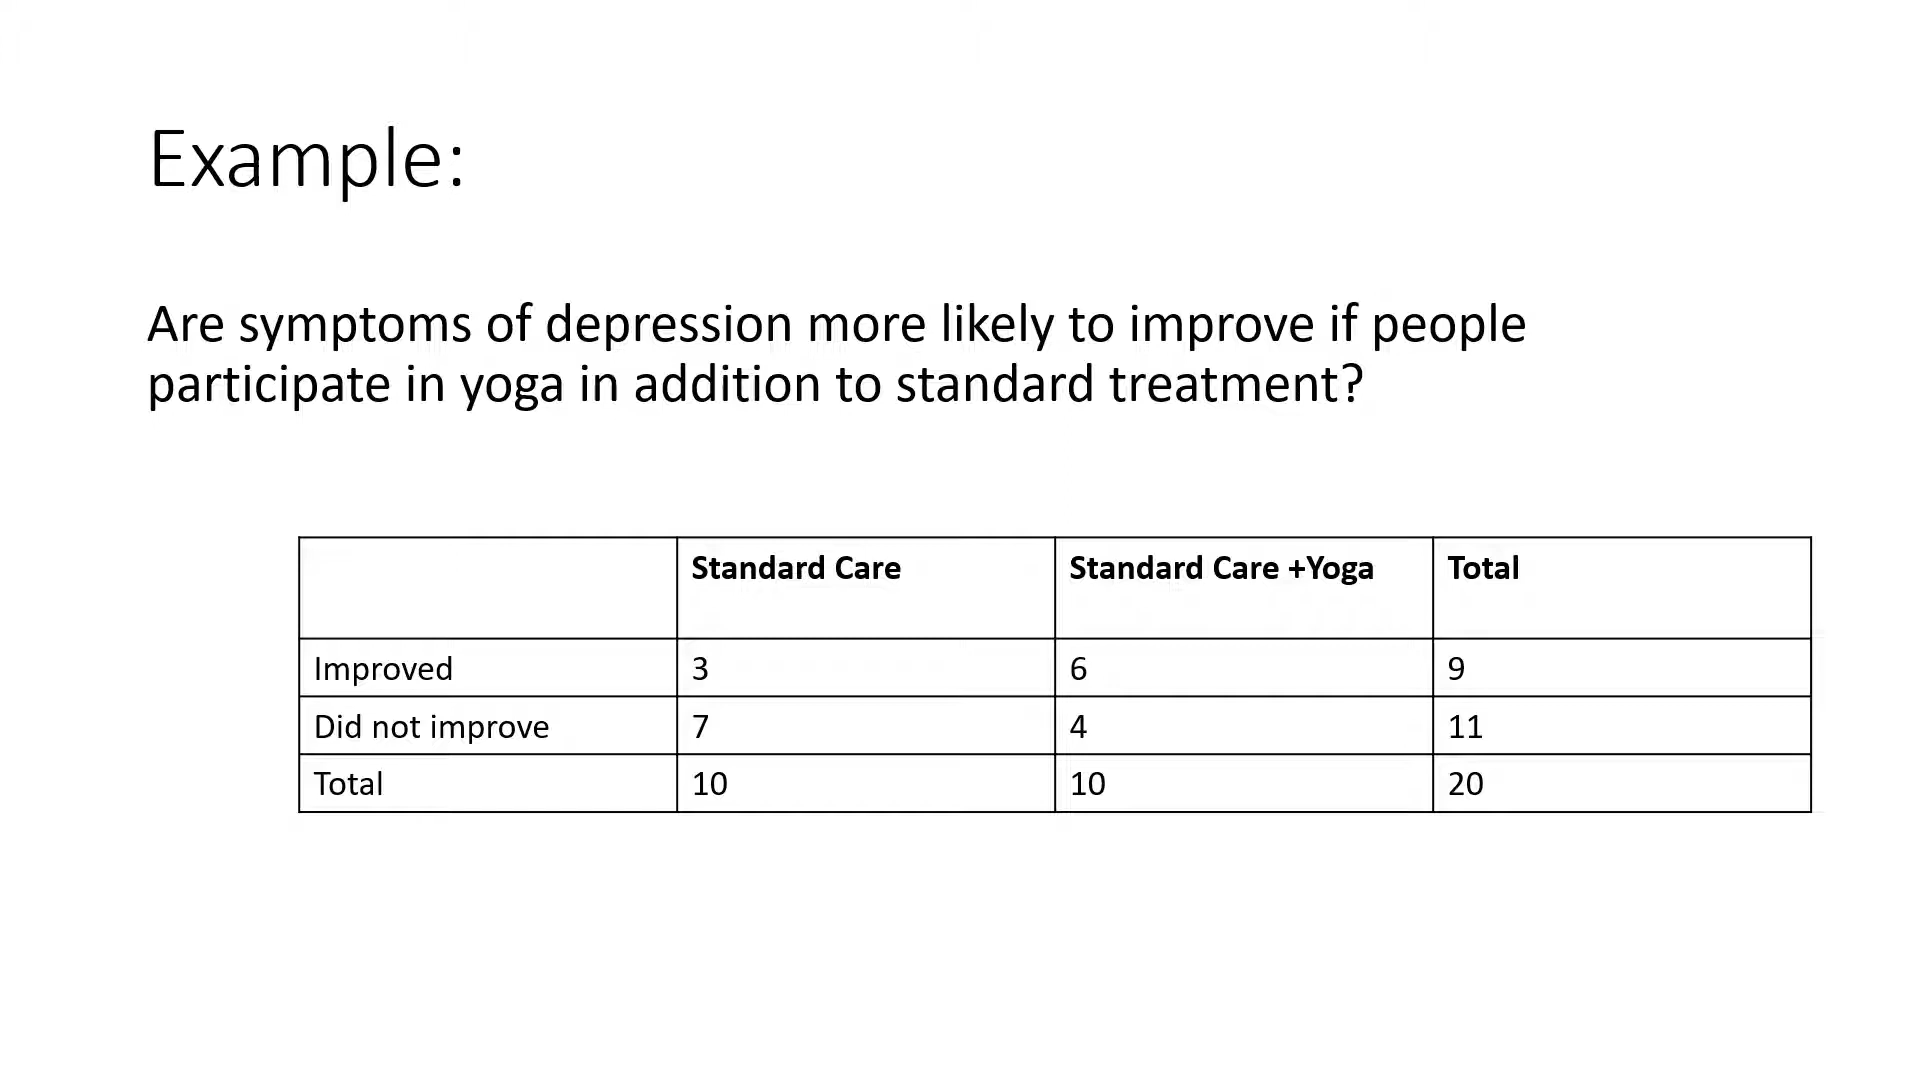 Example:
Are symptoms of depression more likely to improve if people
participate in yoga in addition to standard treatment?
Standard Care Standard Care +Yoga Total
Improved 3 6 9
Did not improve 7 4 11
Total 10 10 20